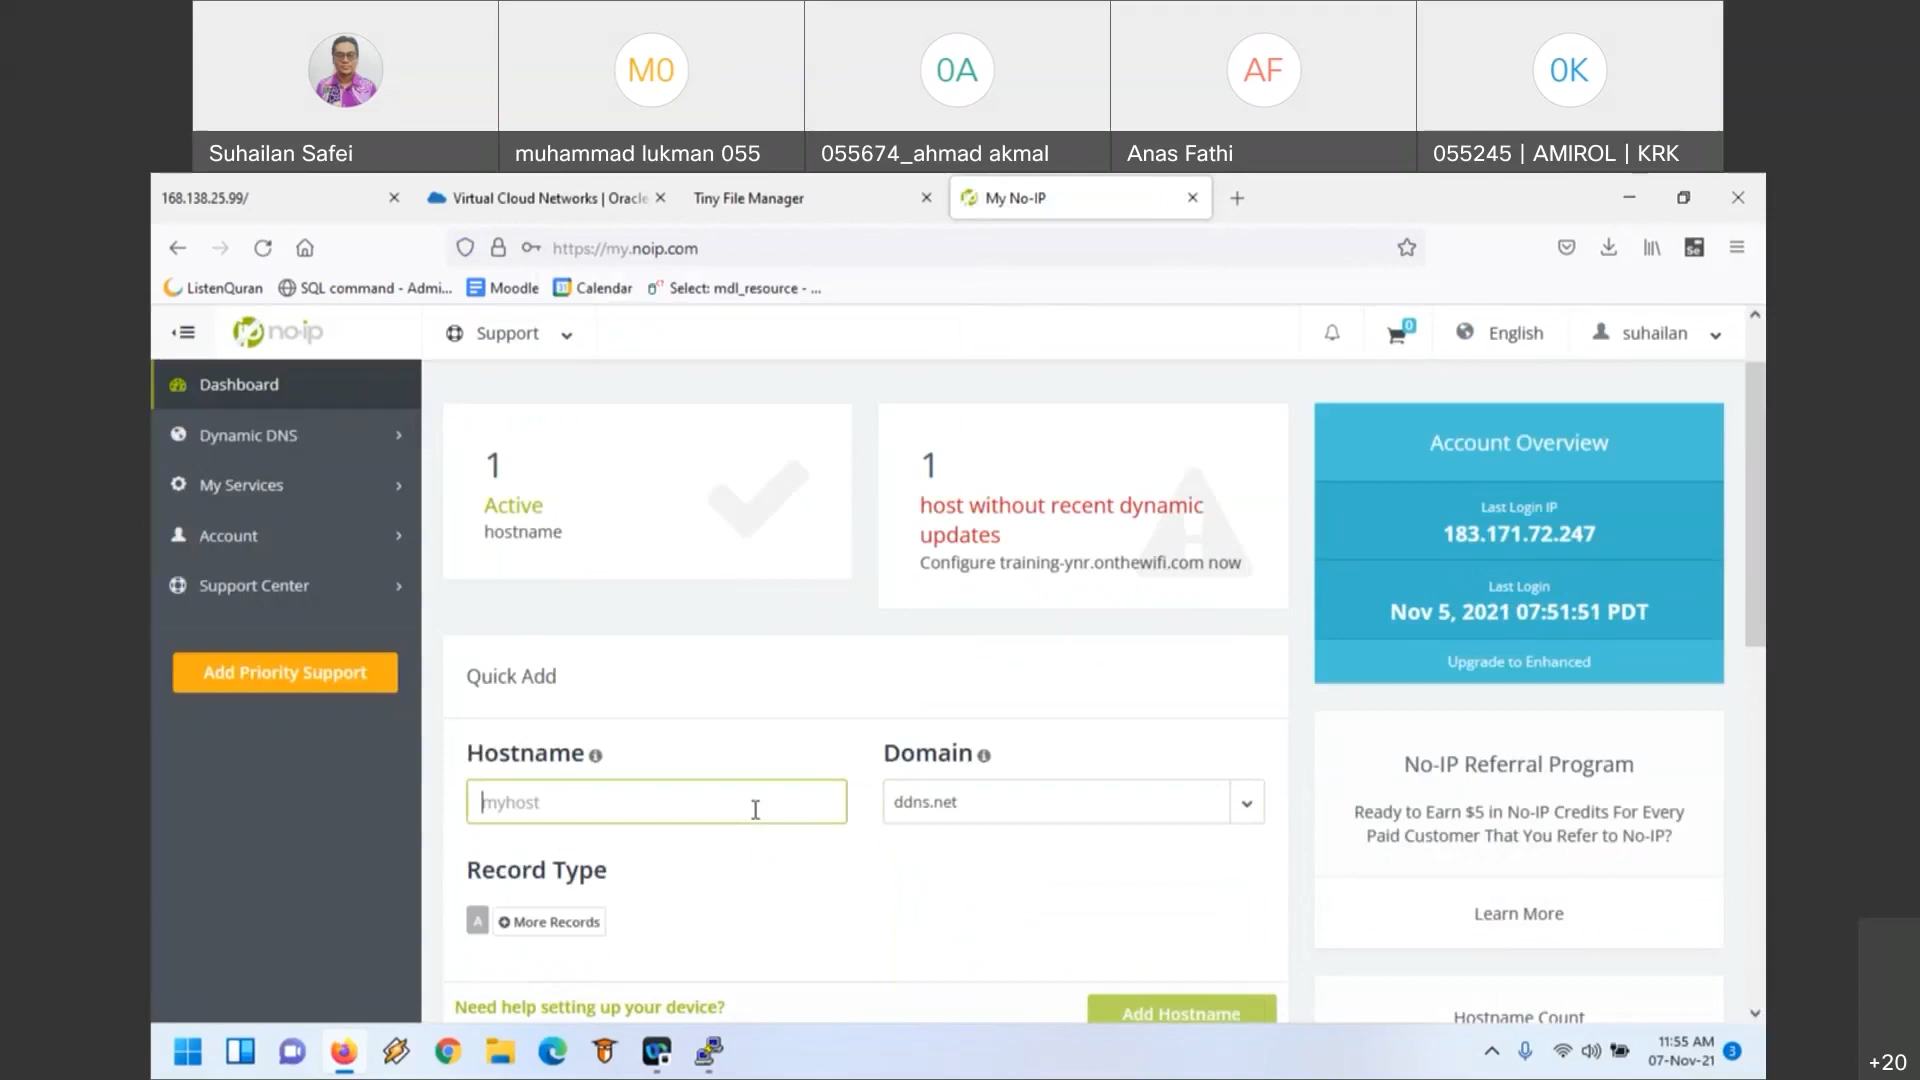 M0
0A
AF
0K
Suhailan Safei
muhammad lukman 055
055674_ahmad akmal
Anas Fathi
055245 | AMIROL | KRK
168.138.25.99/
Virtual Cloud Networks | Oracle
Tiny File Manager
My No-IP
https://my.noip.com
ListenQuran
SQL command - Admi...
Moodle
Calendar
Select: mdl_resource - ...
no-ip
Support
0
English
suhailan
Dashboard
Dynamic DNS
My Services
Account
Support Center
Add Priority Support
1
Active
hostname
1
host without recent dynamic
updates
Configure training-ynr.onthewifi.com now
Account Overview
Last Login IP
183.171.72.247
Last Login
Nov 5, 2021 07:51:51 PDT
Upgrade to Enhanced
Quick Add
Hostname
Domain
myhost
ddns.net
Record Type
A
More Records
Need help setting up your device?
Add Hostname
No-IP Referral Program
Ready to Earn $5 in No-IP Credits For Every
Paid Customer That You Refer to No-IP?
Learn More
Hostname Count
11:55 AM
07-Nov-21
3
+20